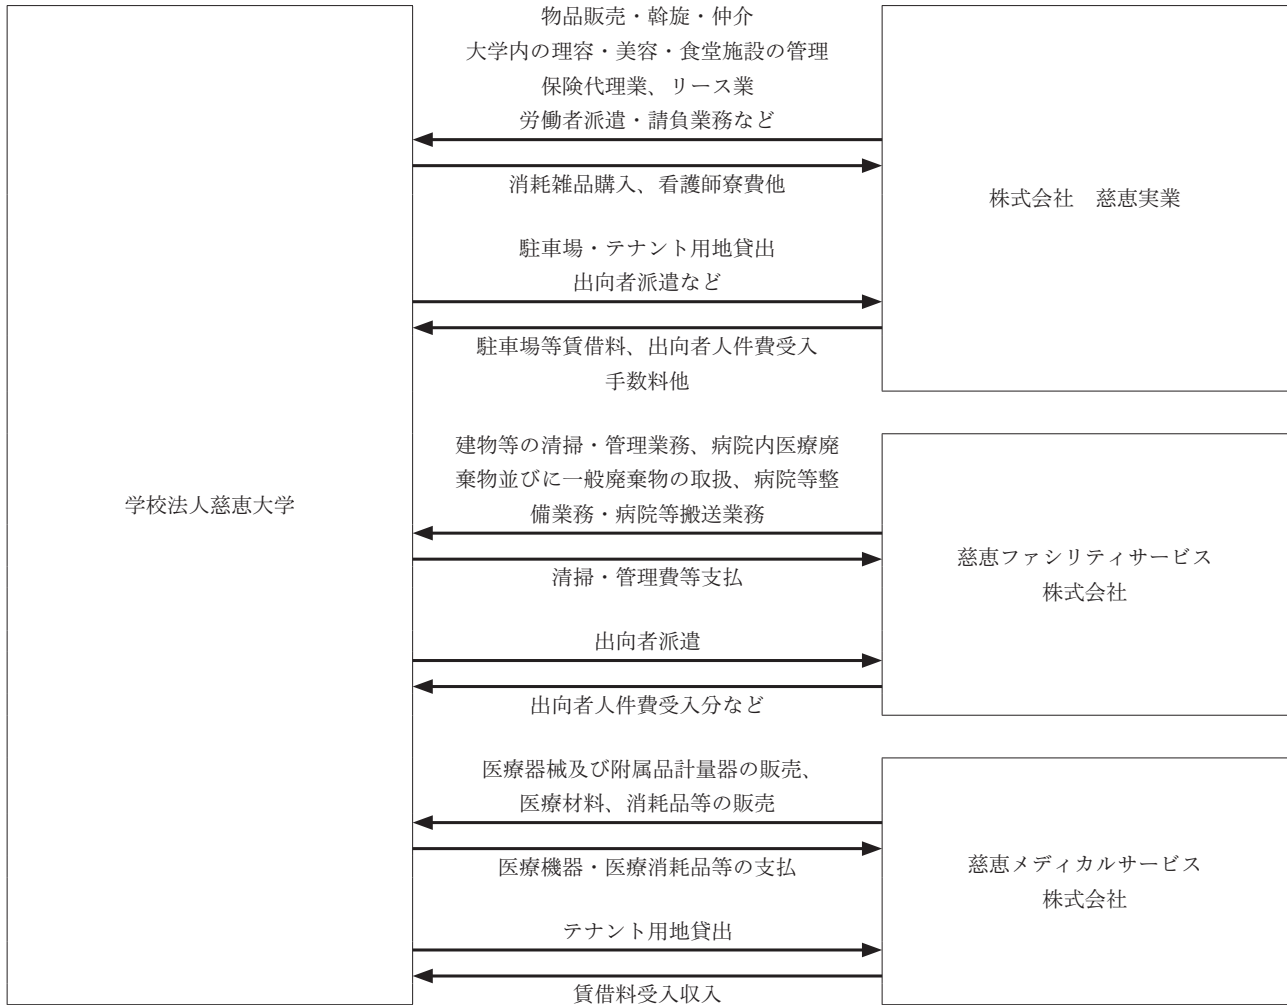 物品販売・斡旋・仲介
大学内の理容・美容・食堂施設の管理
保険代理業、リース業
労働者派遣・請負業務など
消耗雑品購入、看護師寮費他
株式会社　慈恵実業
駐車場・テナント用地貸出
出向者派遣など
駐車場等賃借料、出向者人件費受入
手数料他
建物等の清掃・管理業務、病院内医療廃
棄物並びに一般廃棄物の取扱、病院等整
備業務・病院等搬送業務
学校法人慈恵大学
清掃・管理費等支払
慈恵ファシリティサービス
株式会社
出向者派遣
出向者人件費受入分など
医療器械及び附属品計量器の販売、
医療材料、消耗品等の販売
医療機器・医療消耗品等の支払
慈恵メディカルサービス
株式会社
テナント用地貸出
賃借料受入収入